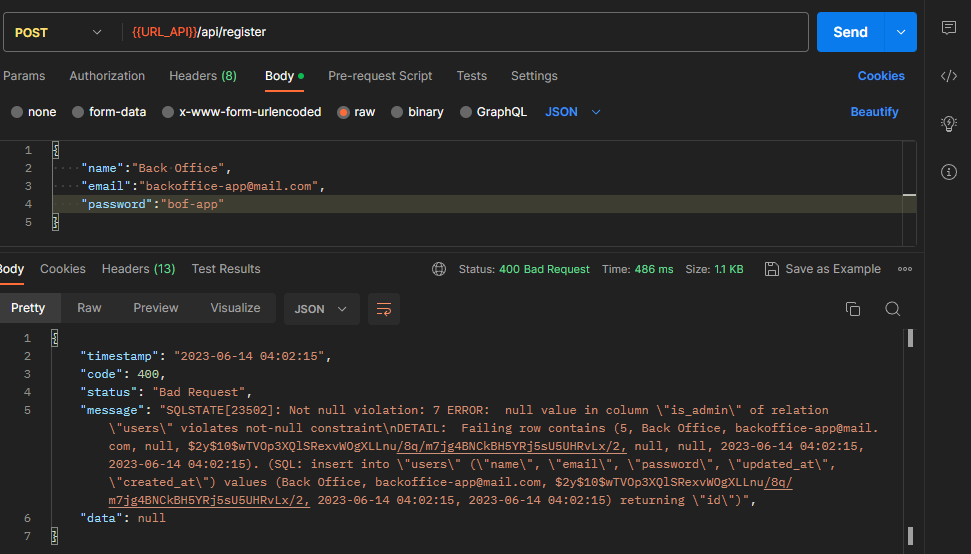 POST {{URL_API}}/api/register Send
Params Authorization Headers (8) Body Pre-request Script Tests Settings Cookies
none form-data x-www-form-urlencoded raw binary GraphQL JSON Beautify
1 {
2 "name":"Back Office",
3 "email":"backoffice-app@mail.com",
4 "password":"bof-app"
5 }
Body Cookies Headers (13) Test Results Status: 400 Bad Request Time: 486 ms Size: 1.1 KB Save as Example
Pretty Raw Preview Visualize JSON
1 {
2 "timestamp": "2023-06-14 04:02:15",
3 "code": 400,
4 "status": "Bad Request",
5 "message": "SQLSTATE[23502]: Not null violation: 7 ERROR:  null value in column \"is_admin\" of relation
\"users\" violates not-null constraint\nDETAIL:  Failing row contains (5, Back Office, backoffice-app@mail.
com, null, $2y$10$wTVOp3XQlSRexvWOgXLLnu/8q/m7jg4BNCkBH5YRj5sU5UHRvLx/2, null, null, 2023-06-14 04:02:15,
2023-06-14 04:02:15). (SQL: insert into \"users\" (\"name\", \"email\", \"password\", \"updated_at\",
\"created_at\") values (Back Office, backoffice-app@mail.com, $2y$10$wTVOp3XQlSRexvWOgXLLnu/8q/
m7jg4BNCkBH5YRj5sU5UHRvLx/2, 2023-06-14 04:02:15, 2023-06-14 04:02:15) returning \"id\")",
6 "data": null
7 }